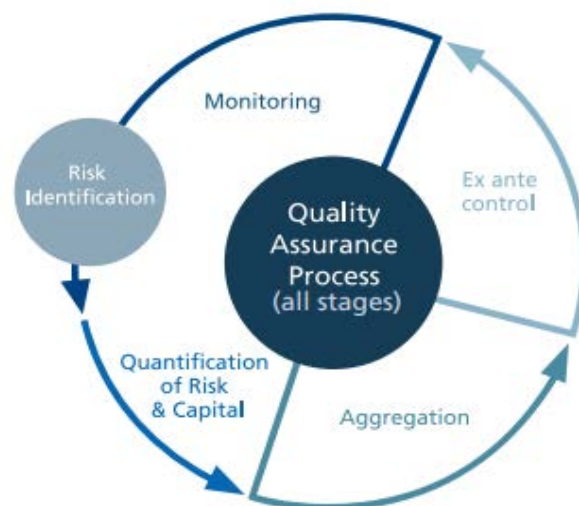 Monitoring
Risk
Identification
Ex ante
control
Quality
Assurance
Process
(all stages)
Quantification
of Risk
& Capital
Aggregation